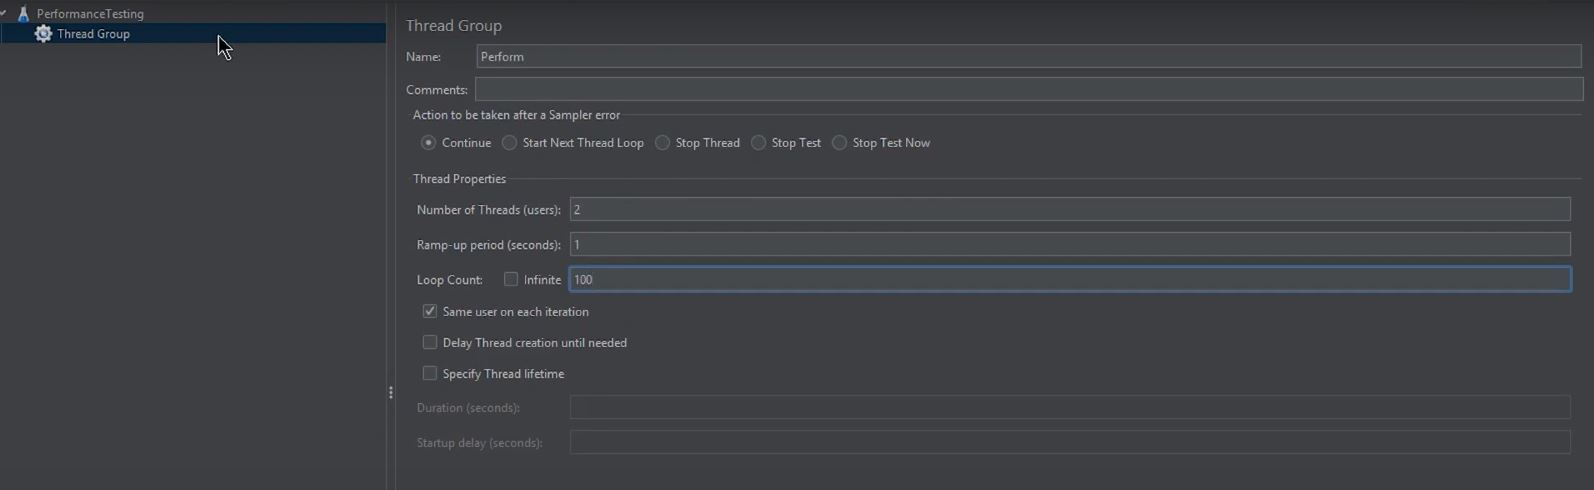 PerformanceTesting
Thread Group
Thread Group
Name: Perform
Comments:
Action to be taken after a Sampler error
Continue Start Next Thread Loop Stop Thread Stop Test Stop Test Now
Thread Properties
Number of Threads (users): 2
Ramp-up period (seconds): 1
Loop Count: Infinite 100
Same user on each iteration
Delay Thread creation until needed
Specify Thread lifetime
Duration (seconds):
Startup delay (seconds):